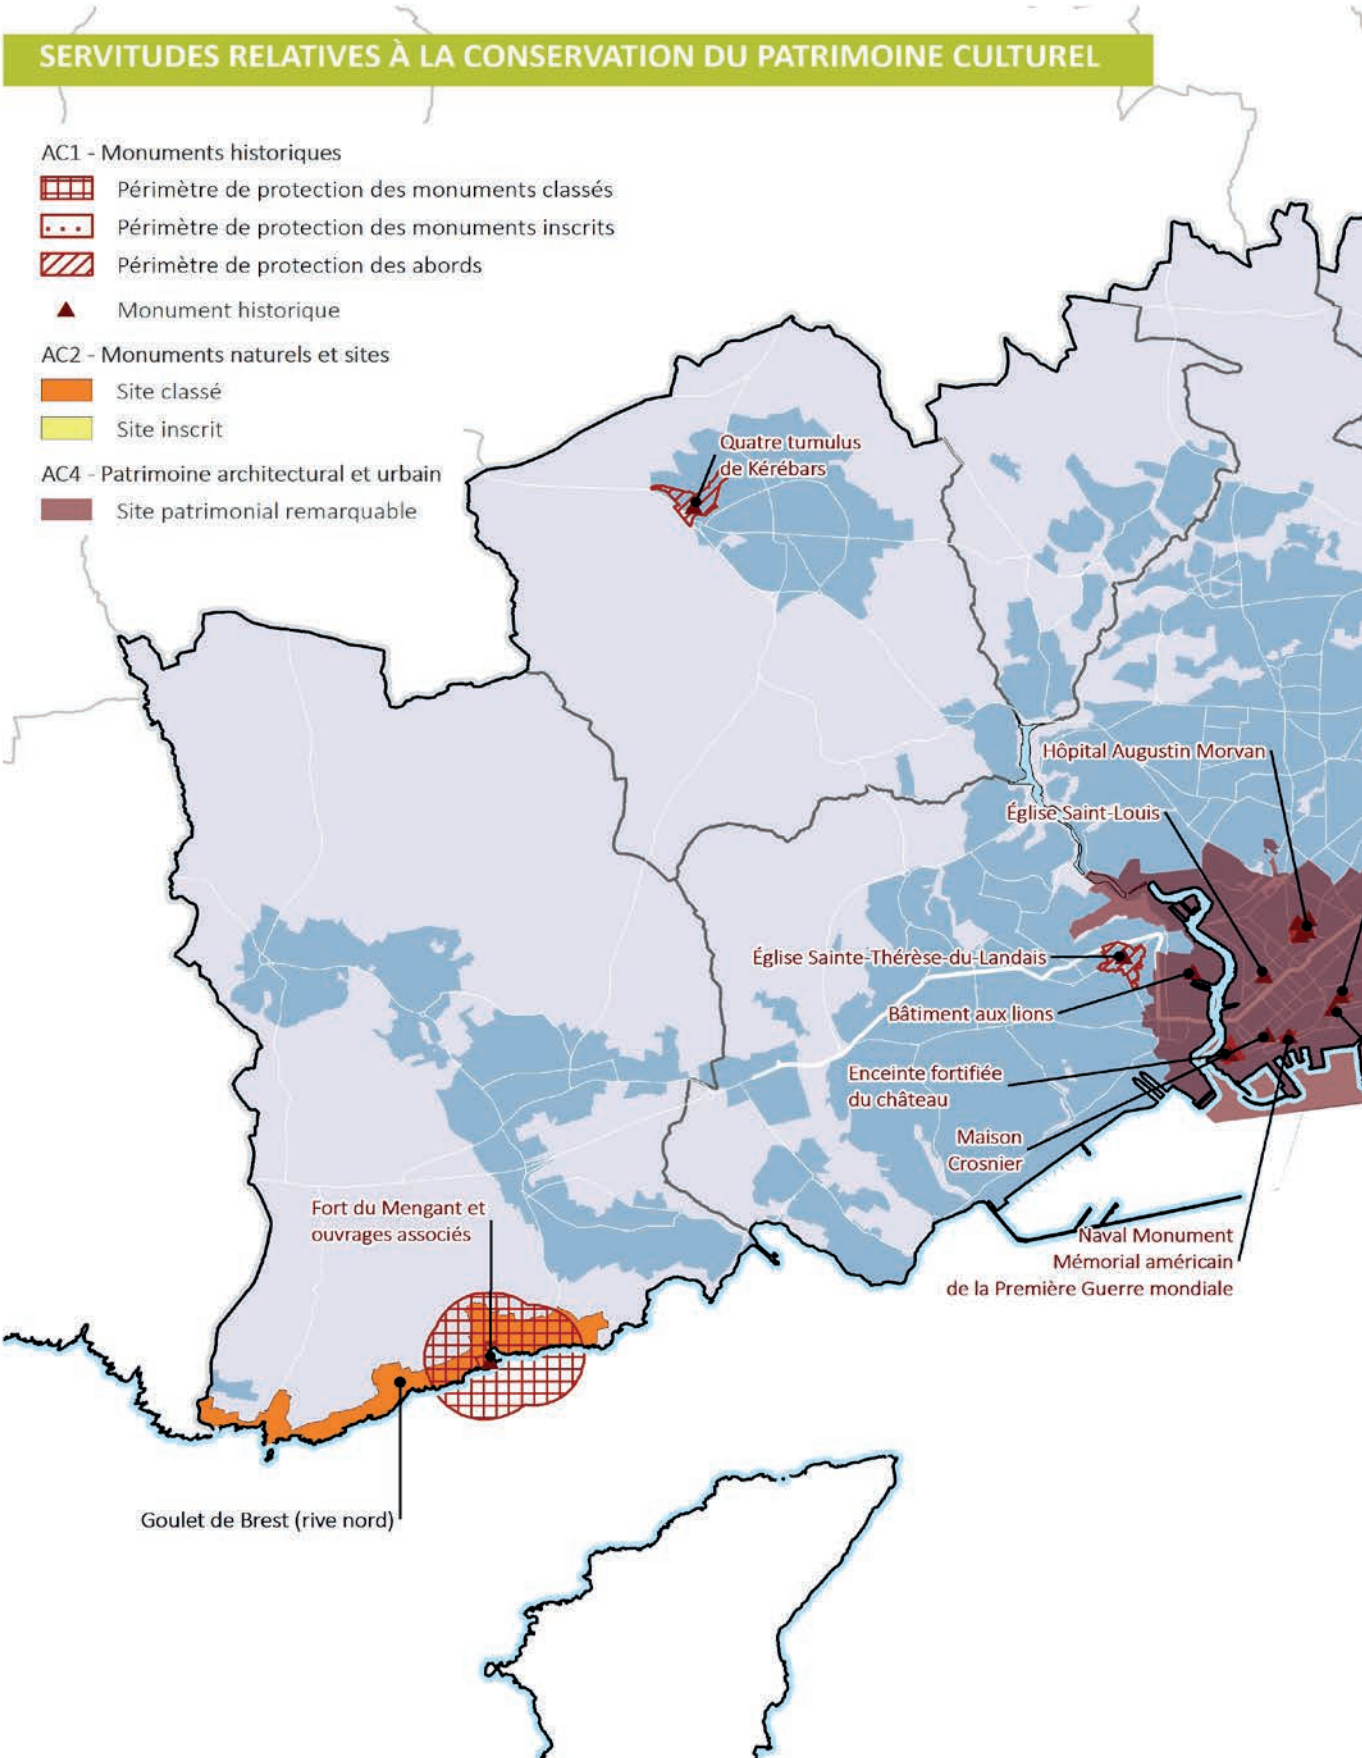 SERVITUDES RELATIVES À LA CONSERVATION DU PATRIMOINE CULTUREL
AC1 - Monuments historiques
Périmètre de protection des monuments classés
Périmètre de protection des monuments inscrits
Périmètre de protection des abords
Monument historique
AC2 - Monuments naturels et sites
Site classé
Site inscrit
AC4 - Patrimoine architectural et urbain
Site patrimonial remarquable
Quatre tumulus
de Kérébars
Hôpital Augustin Morvan
Église Saint-Louis
Église Sainte-Thérèse-du-Landais
Bâtiment aux lions
Enceinte fortifiée
du château
Maison
Crosnier
Fort du Mengant et
ouvrages associés
Naval Monument
Mémorial américain
de la Première Guerre mondiale
Goulet de Brest (rive nord)